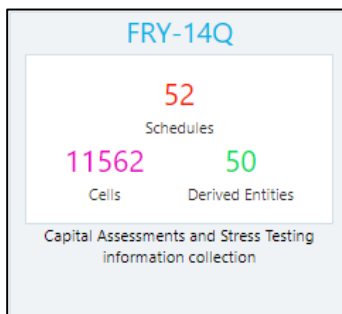 FRY-14Q
52
Schedules
11562 50
Cells Derived Entities
Capital Assessments and Stress Testing
information collection